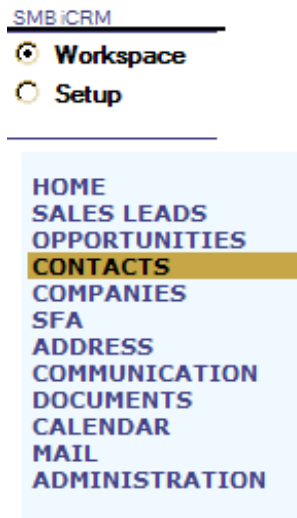 SMB iCRM
Workspace
Setup
HOME
SALES LEADS
OPPORTUNITIES
CONTACTS
COMPANIES
SFA
ADDRESS
COMMUNICATION
DOCUMENTS
CALENDAR
MAIL
ADMINISTRATION